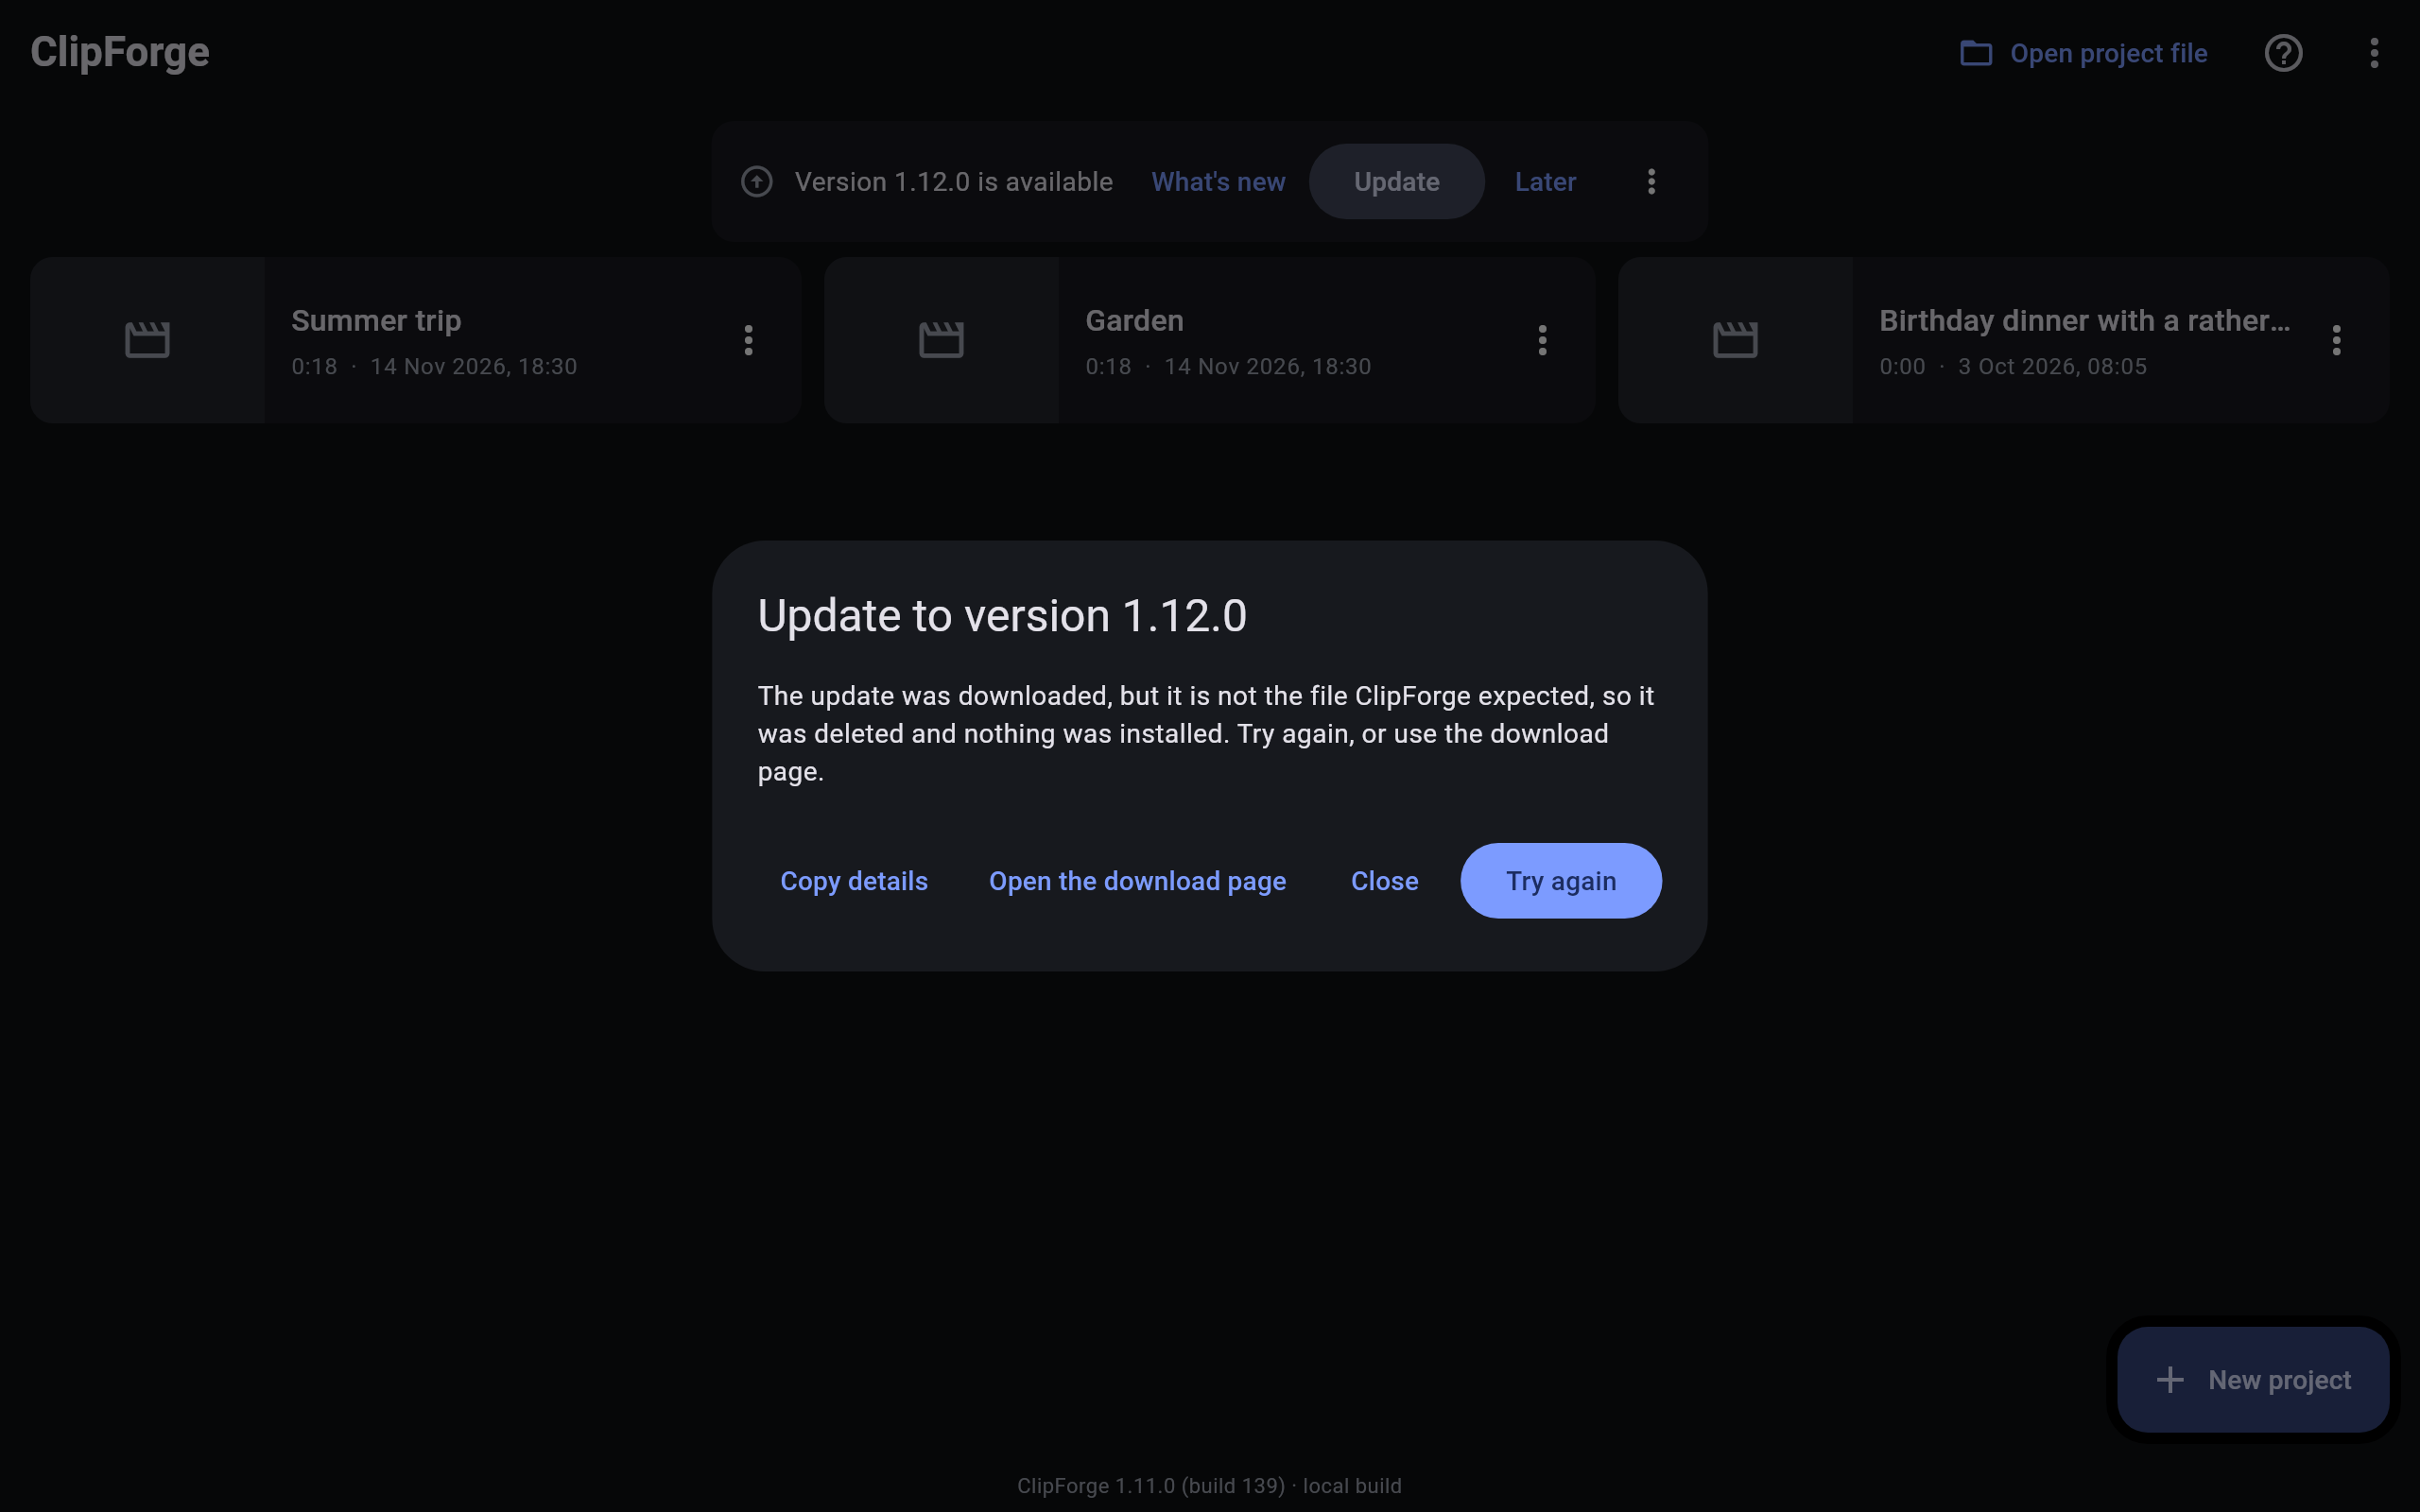 ClipForge
Open project file
Version 1.12.0 is available What's new Update Later
Summer trip
0:18 · 14 Nov 2026, 18:30
Garden
0:18 · 14 Nov 2026, 18:30
Birthday dinner with a rather...
0:00 · 3 Oct 2026, 08:05
Update to version 1.12.0
The update was downloaded, but it is not the file ClipForge expected, so it
was deleted and nothing was installed. Try again, or use the download
page.
Copy details Open the download page Close Try again
New project
ClipForge 1.11.0 (build 139) · local build